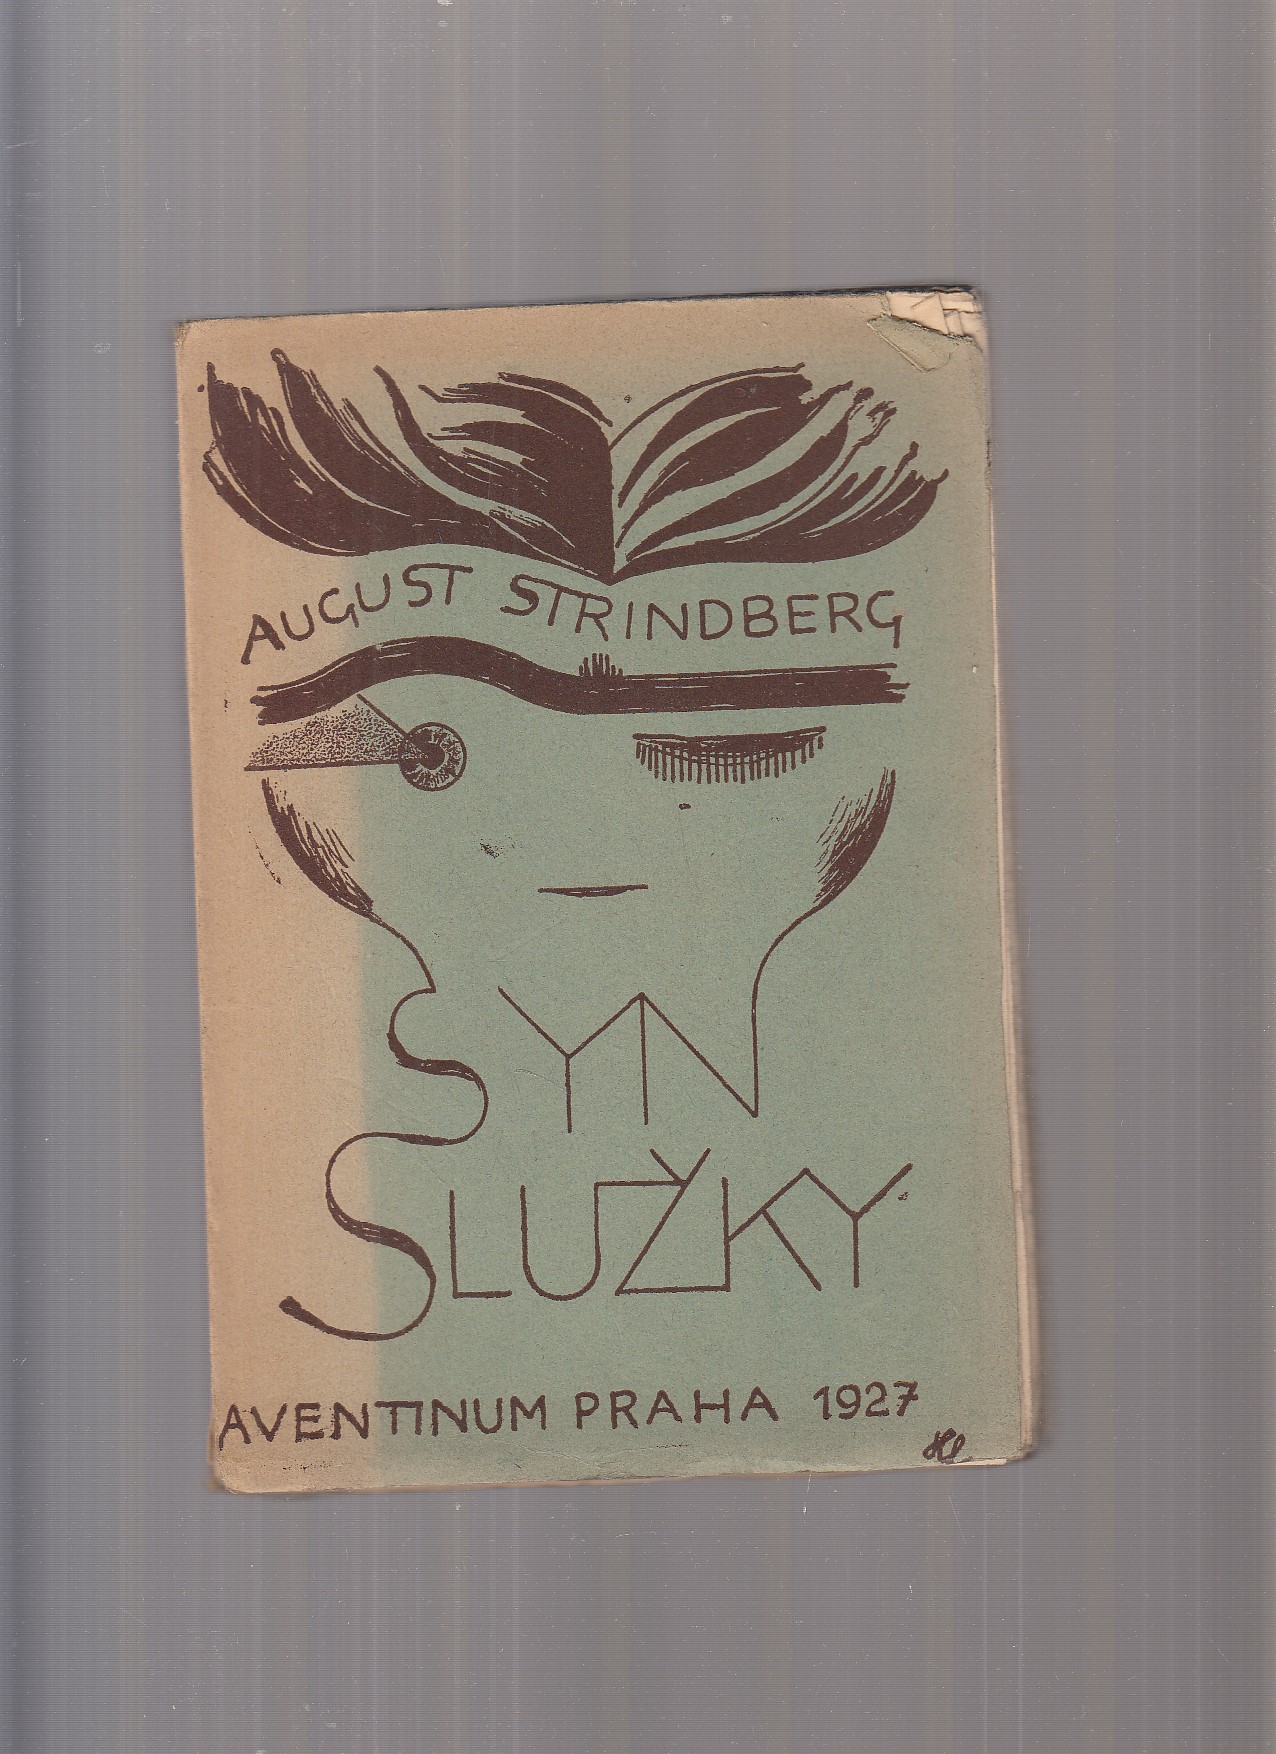 AUGUST STRINDBERG
SYN
SLUŽKY
AVENTINUM PRAHA 1927